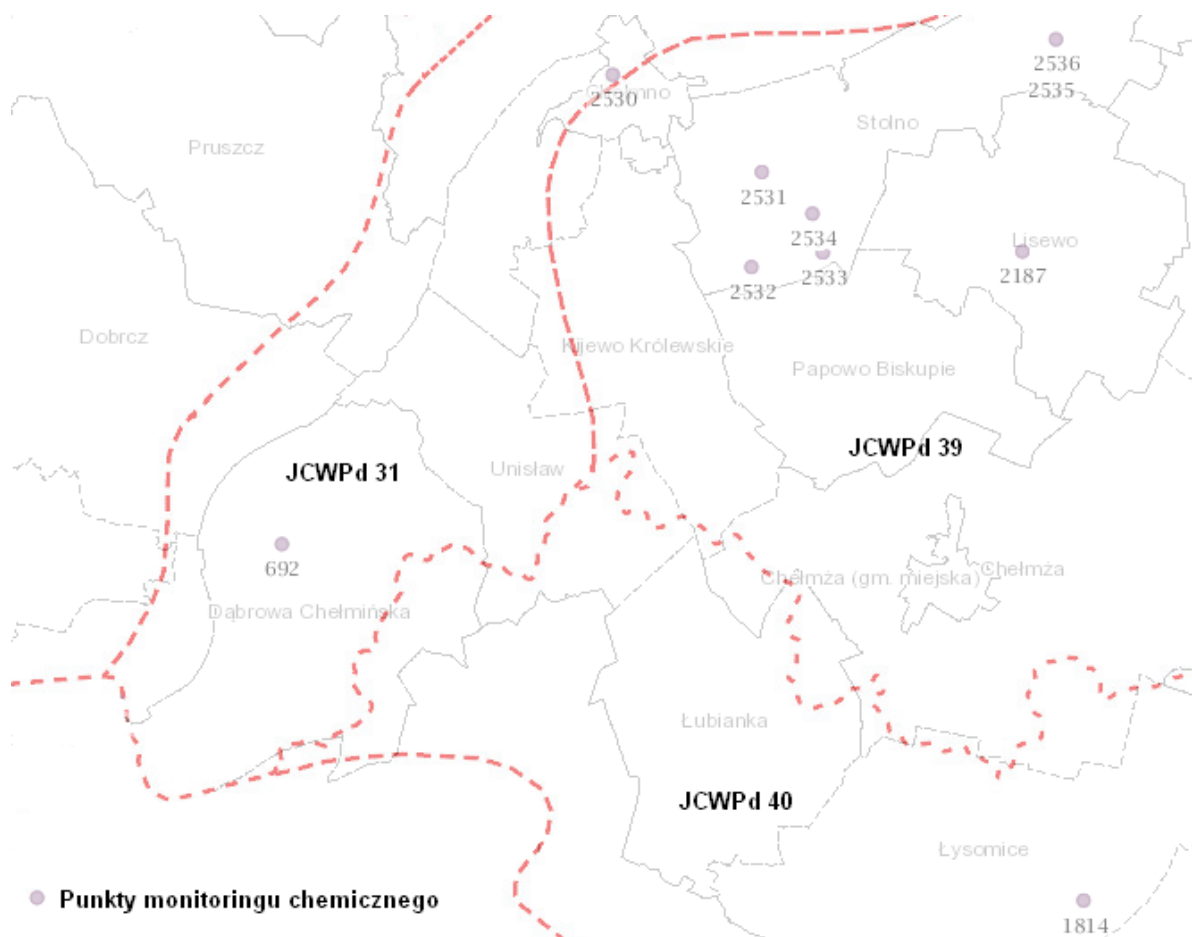 2536
2530
Chełmno
2535
Stolno
Pruszcz
2531
2534
Lisewo
2532
2533
2187
Dobrcz
Kijewo Królewskie
Papowo Biskupie
JCWPd 39
Unisław
JCWPd 31
692
Chełmża (gm. miejska)
Chełmża
Dąbrowa Chełmińska
Łubianka
JCWPd 40
Łysomice
Punkty monitoringu chemicznego
1814